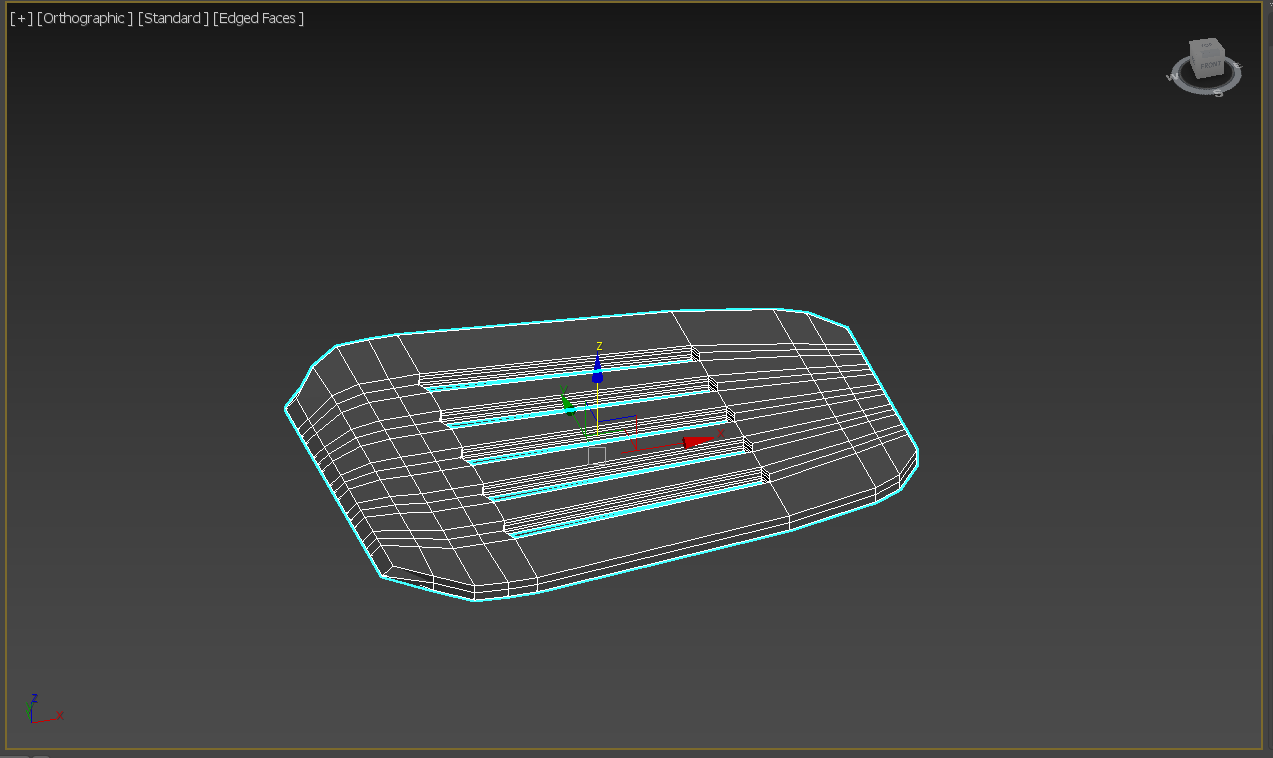 [+] [Orthographic ] [Standard ] [Edged Faces ]
TOP
FRONT
W
S
Z
Y
X
Z
X